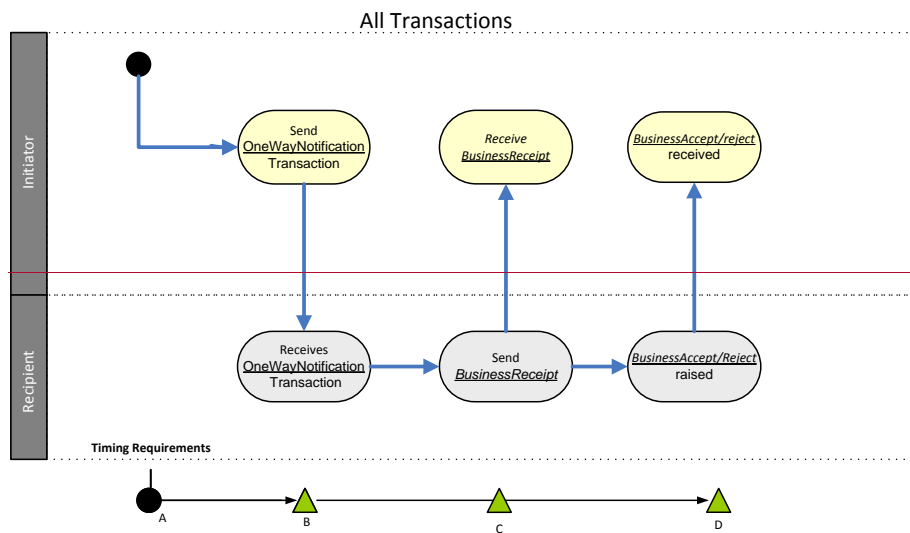 All Transactions
Initiator
Send
OneWayNotification
Transaction
Receive
BusinessReceipt
BusinessAccept/reject
received
Recipient
Receives
OneWayNotification
Transaction
Send
BusinessReceipt
BusinessAccept/Reject
raised
Timing Requirements
A
B
C
D